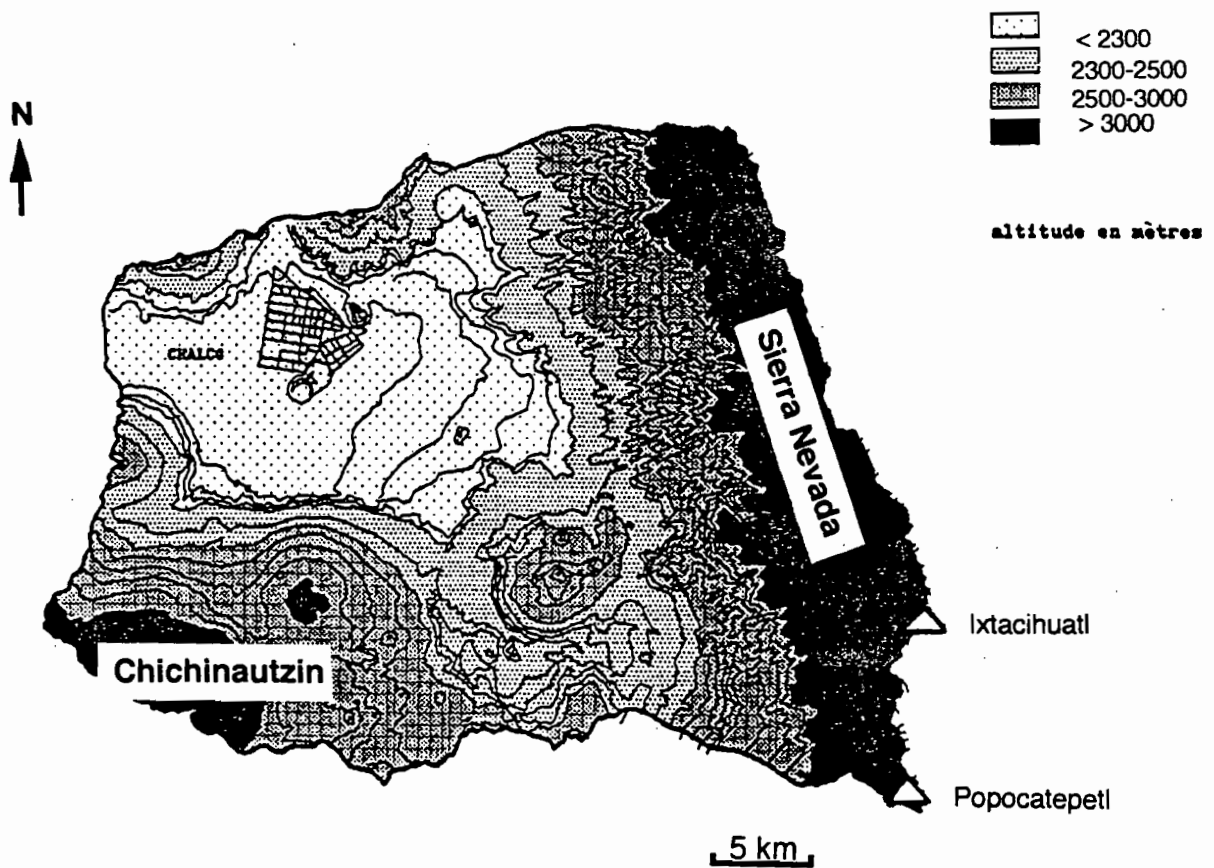 < 2300
2300-2500
2500-3000
> 3000
N
altitude en mètres
CHALCO
Sierra Nevada
Ixtacihuatl
Chichinautzin
Popocatepetl
5 km